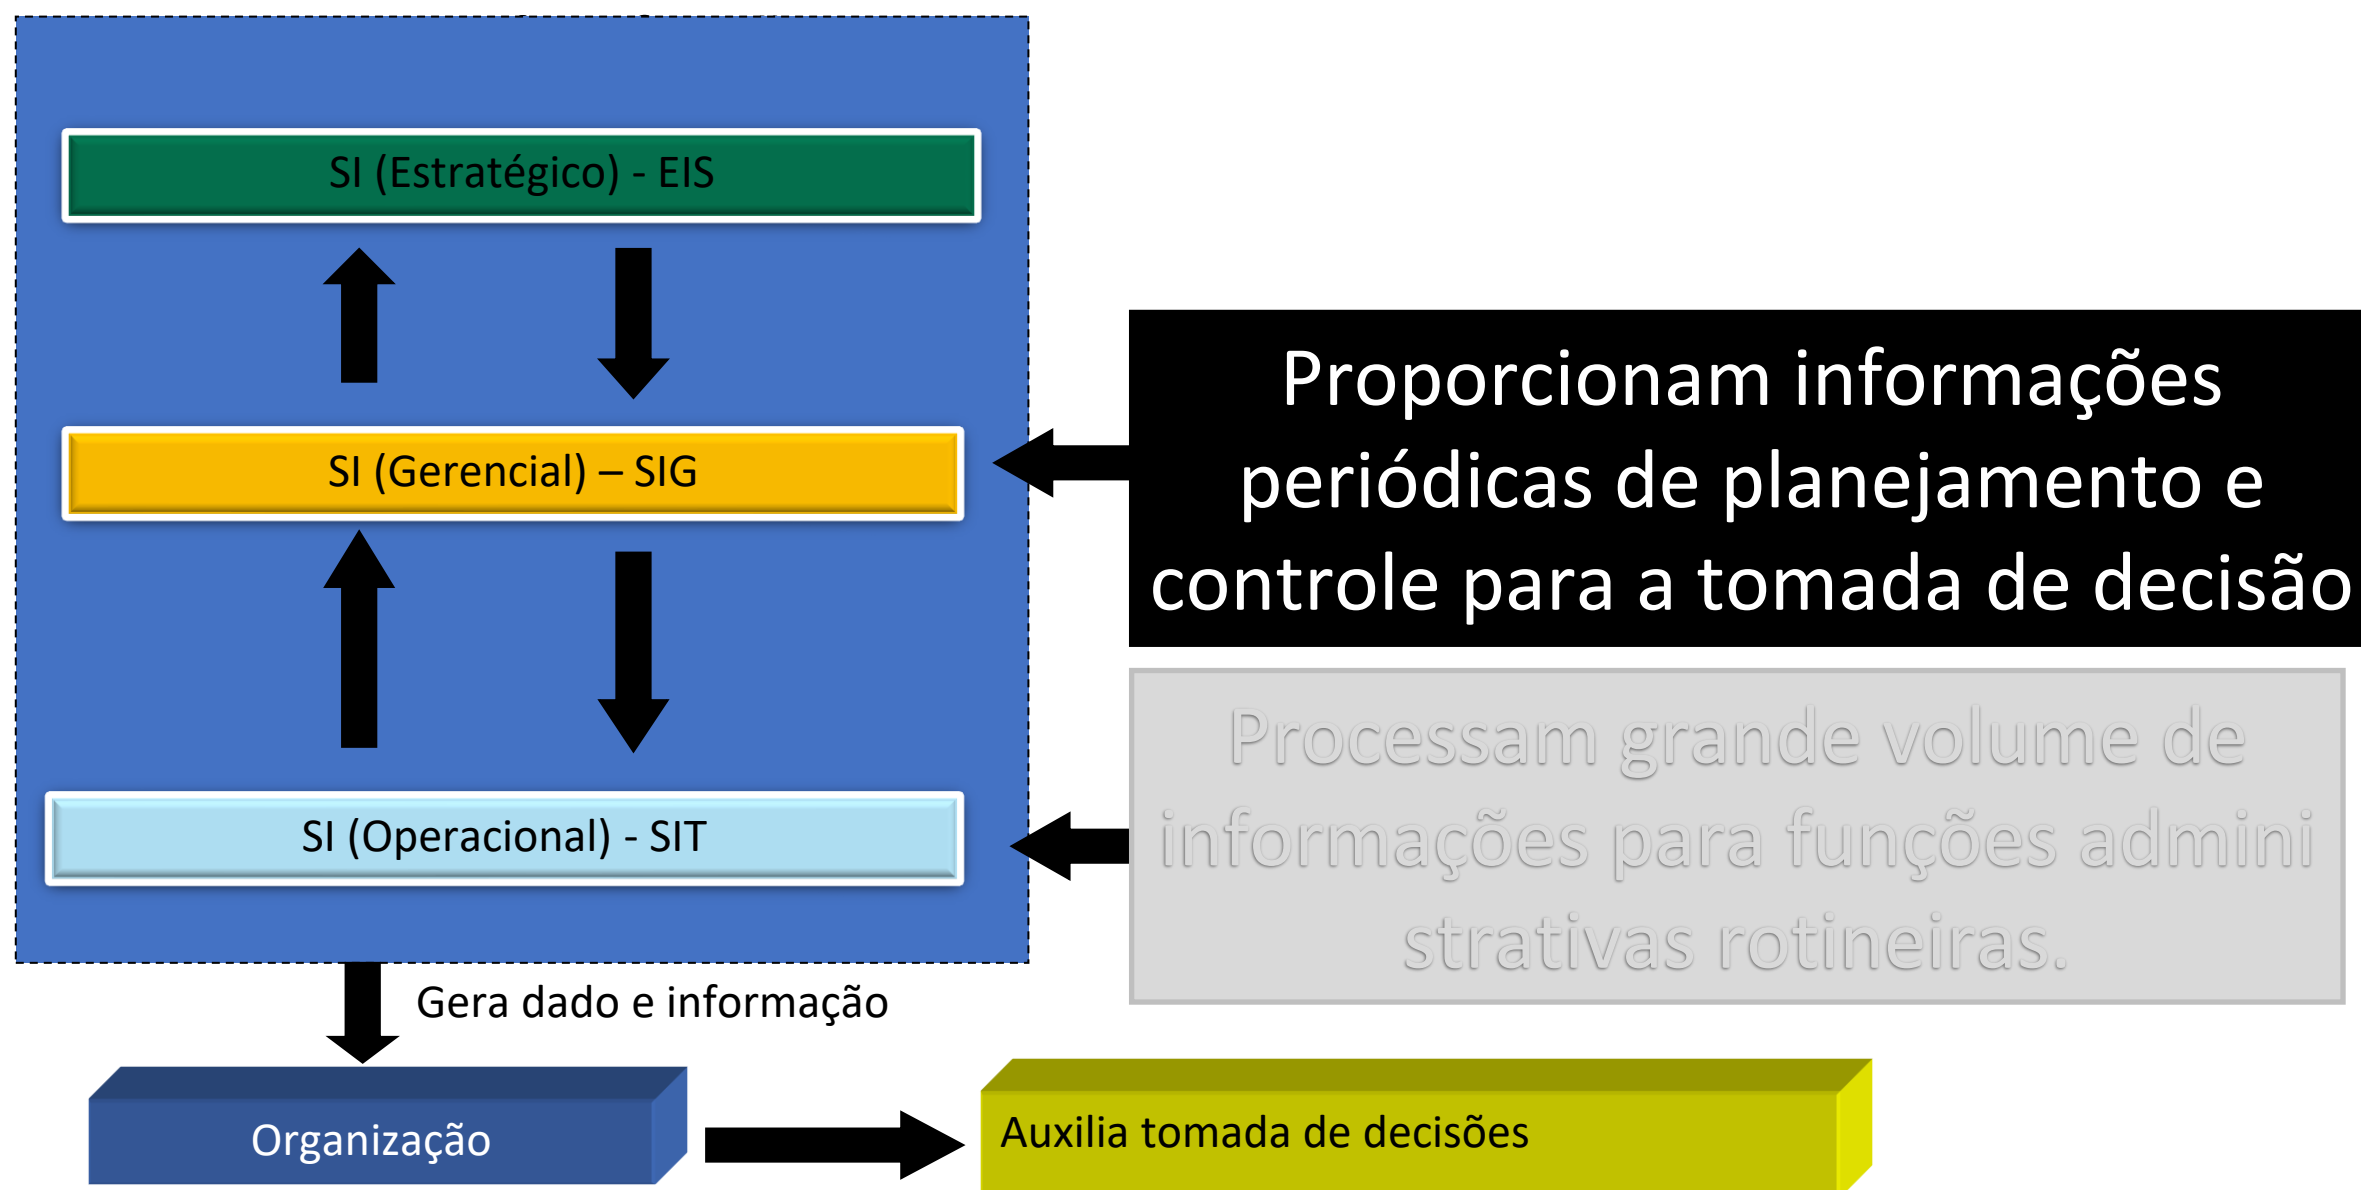 SI (Estratégico) - EIS
SI (Gerencial) – SIG
Proporcionam informações
periódicas de planejamento e
controle para a tomada de decisão
SI (Operacional) - SIT
Processam grande volume de
informações para funções admini
strativas rotineiras.
Gera dado e informação
Organização
Auxilia tomada de decisões